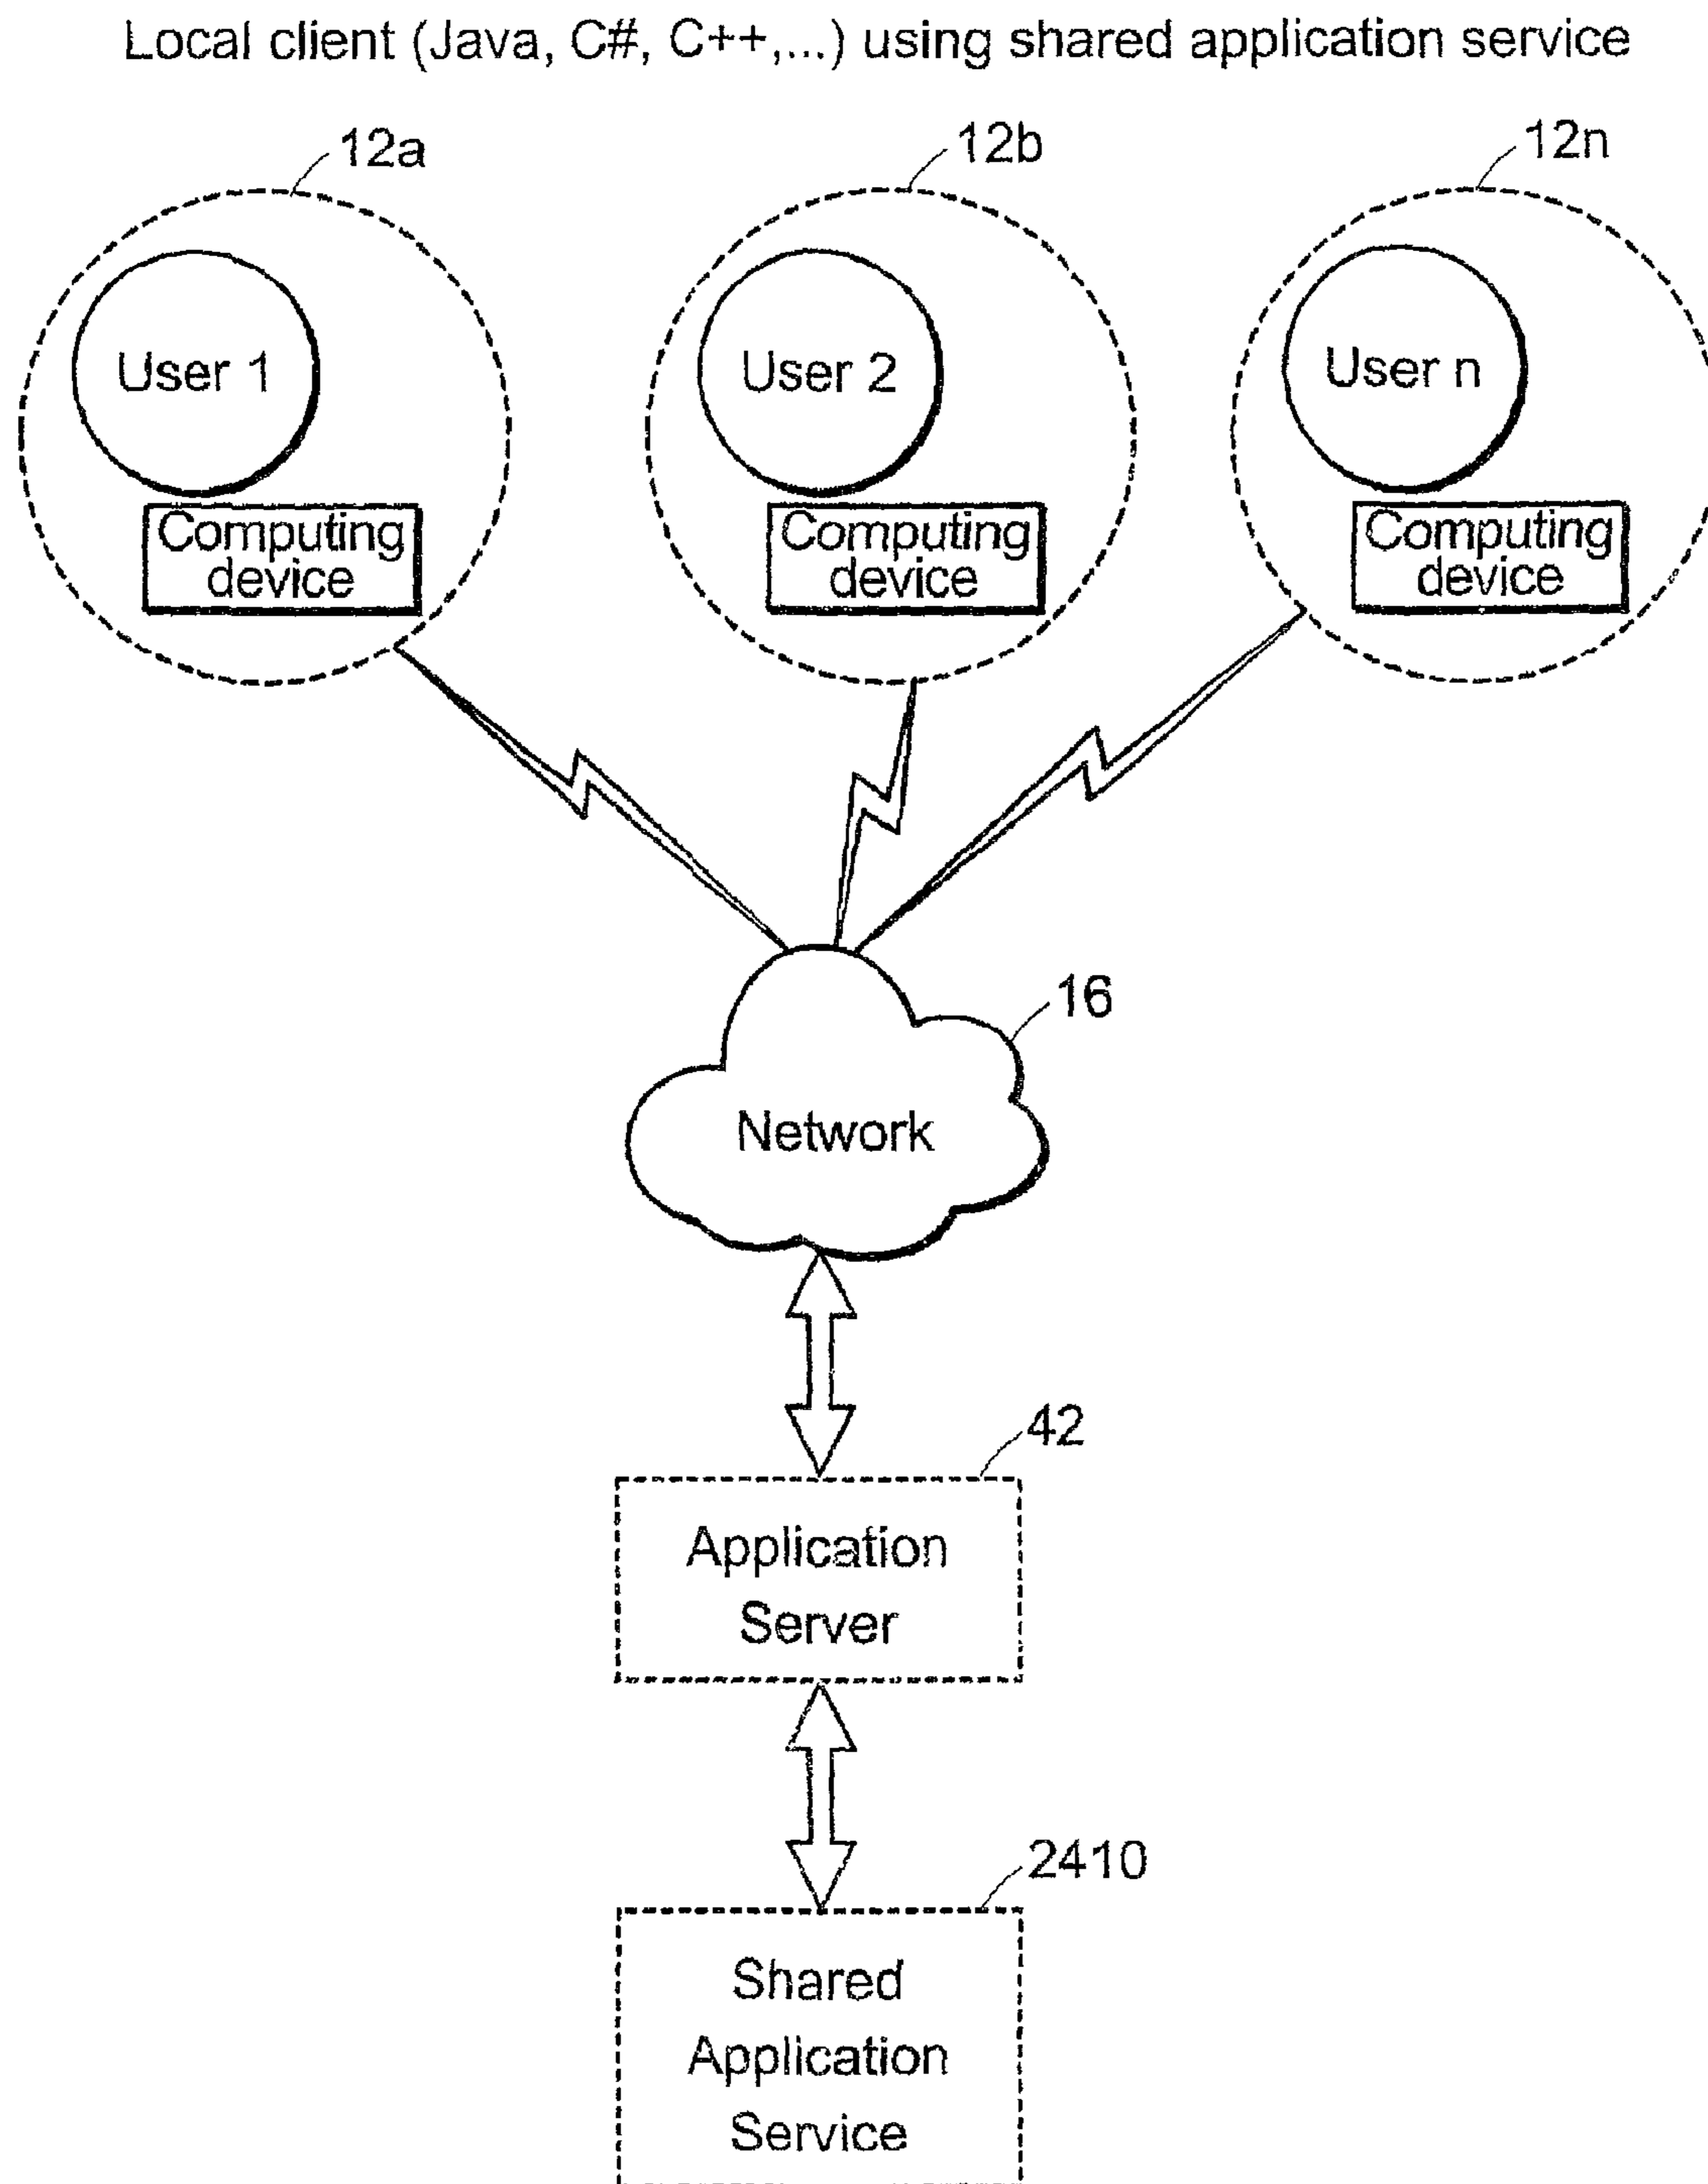 Local client (Java, C#, C++,...) using shared application service
12a
12b
12n
User 1
User 2
User n
Computing
device
Computing
device
Computing
device
16
Network
42
Application
Server
2410
Shared
Application
Service